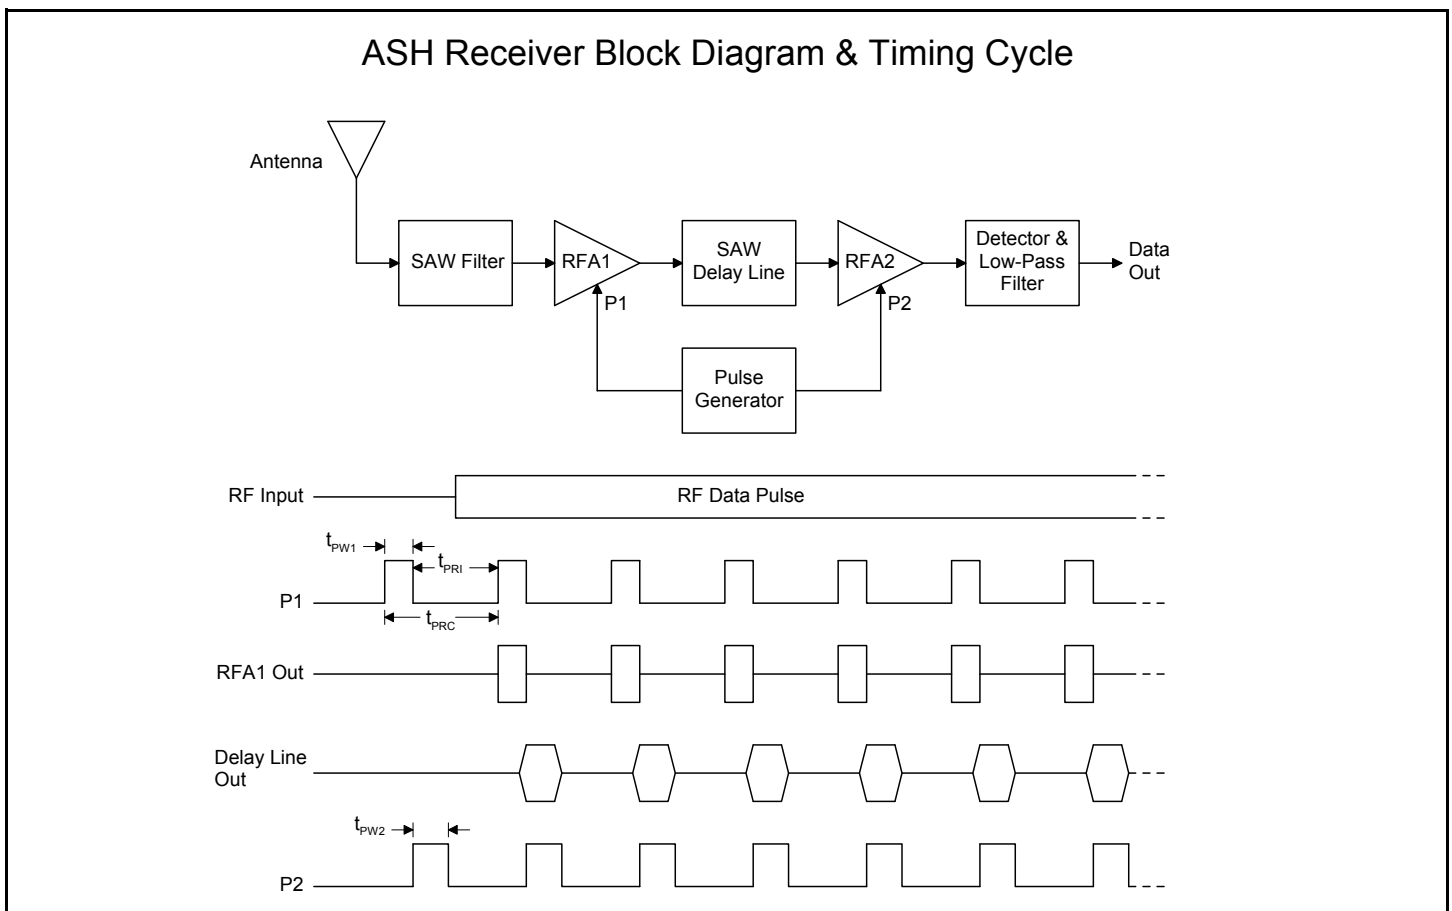 ASH Receiver Block Diagram & Timing Cycle
Antenna
SAW Filter
RFA1
SAW
Delay Line
RFA2
Detector &
Low-Pass
Filter
Data
Out
P1
P2
Pulse
Generator
RF Input
RF Data Pulse
tPW1
tPRI
P1
tPRC
RFA1 Out
Delay Line
Out
tPW2
P2